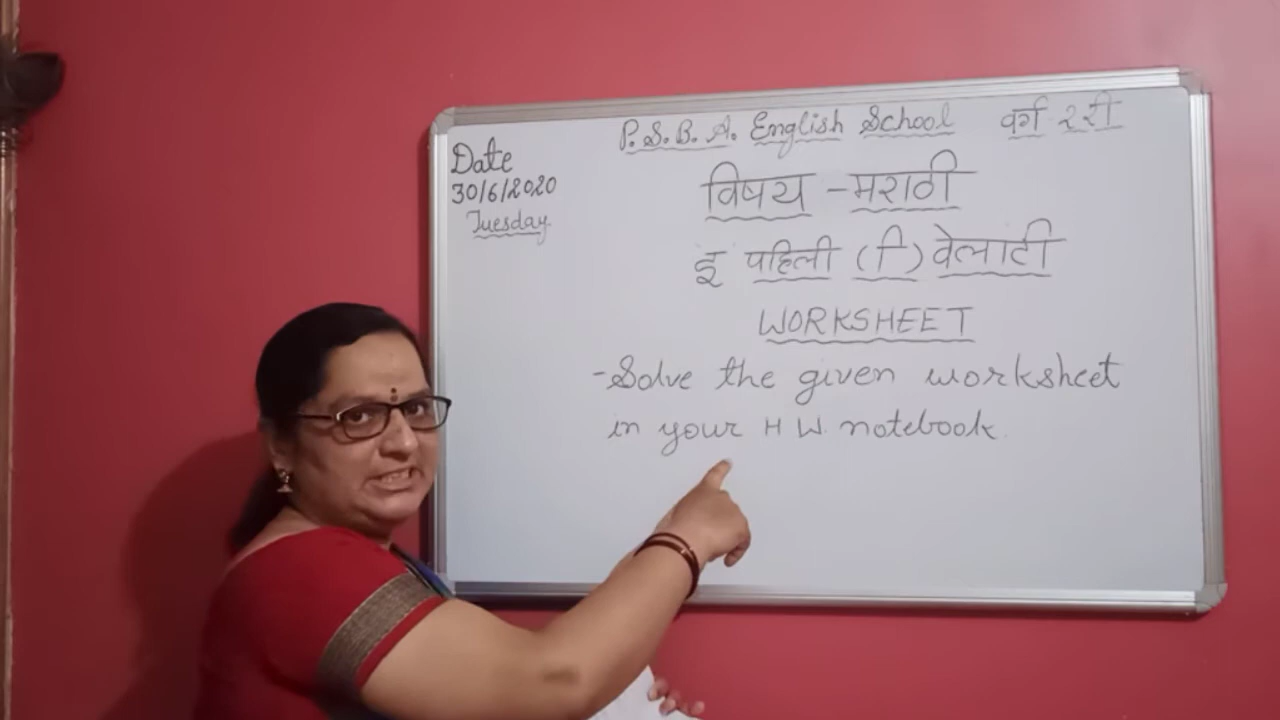 P.S.B.A. English School वर्ग २री
Date
30/6/2020
Tuesday
विषय - मराठी
इ पहिली (ि) वेलांटी
WORKSHEET
- Solve the given worksheet
in your H W notebook.